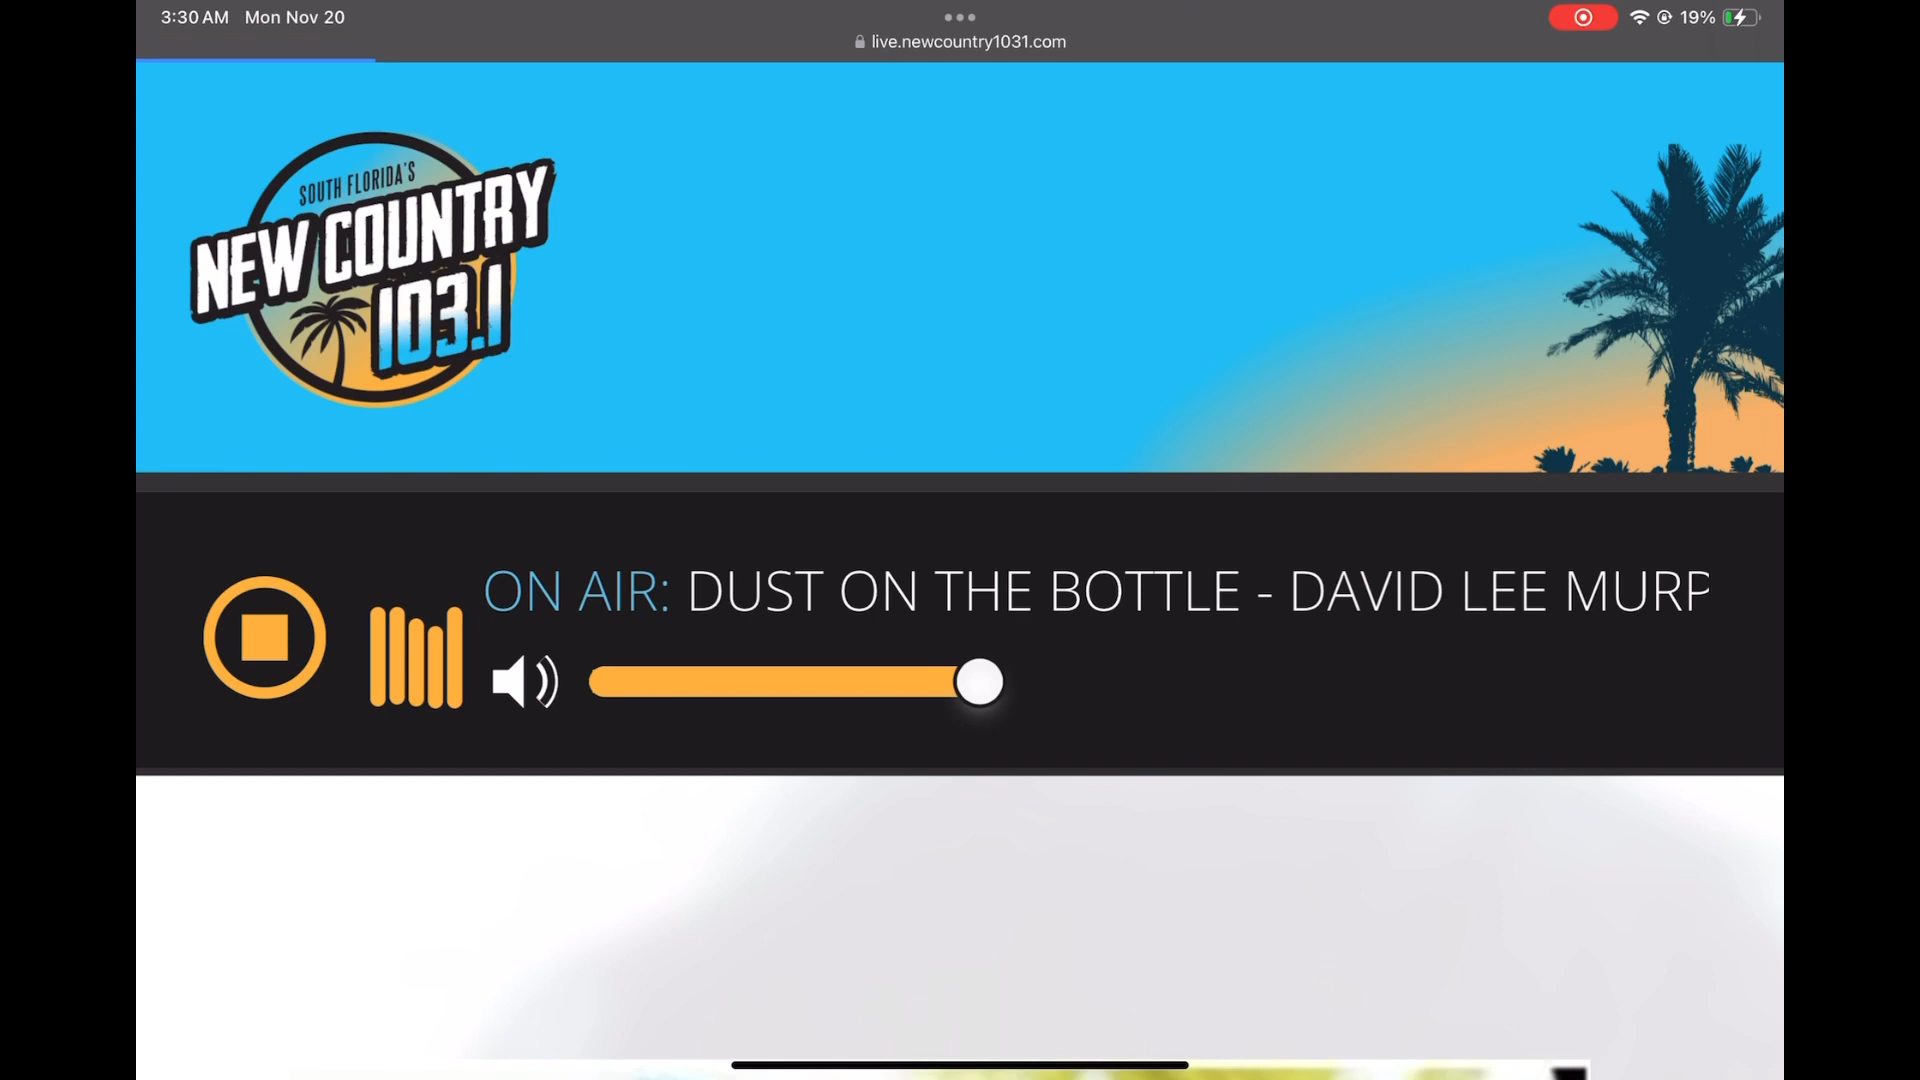 3:30 AM Mon Nov 20
19%
live.newcountry1031.com
SOUTH FLORIDA'S
NEW COUNTRY
103.1
ON AIR: DUST ON THE BOTTLE - DAVID LEE MURP